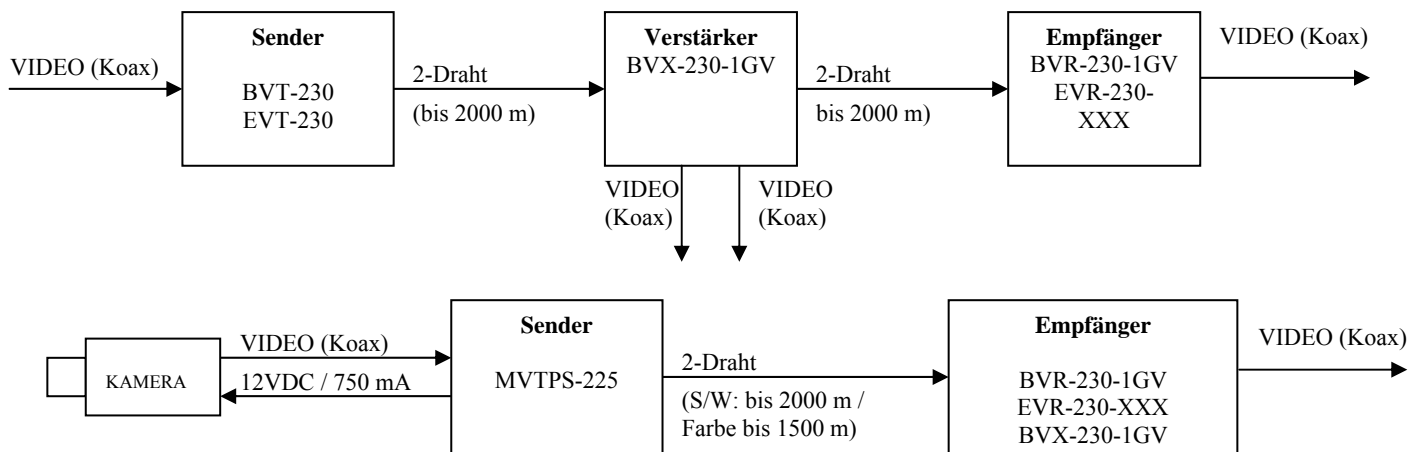 VIDEO (Koax)
Sender
BVT-230
EVT-230
2-Draht
(bis 2000 m)
Verstärker
BVX-230-1GV
VIDEO
(Koax)
VIDEO
(Koax)
2-Draht
bis 2000 m)
Empfänger
BVR-230-1GV
EVR-230-
XXX
VIDEO (Koax)
KAMERA
VIDEO (Koax)
12VDC / 750 mA
Sender
MVTPS-225
2-Draht
(S/W: bis 2000 m /
Farbe bis 1500 m)
Empfänger
BVR-230-1GV
EVR-230-XXX
BVX-230-1GV
VIDEO (Koax)